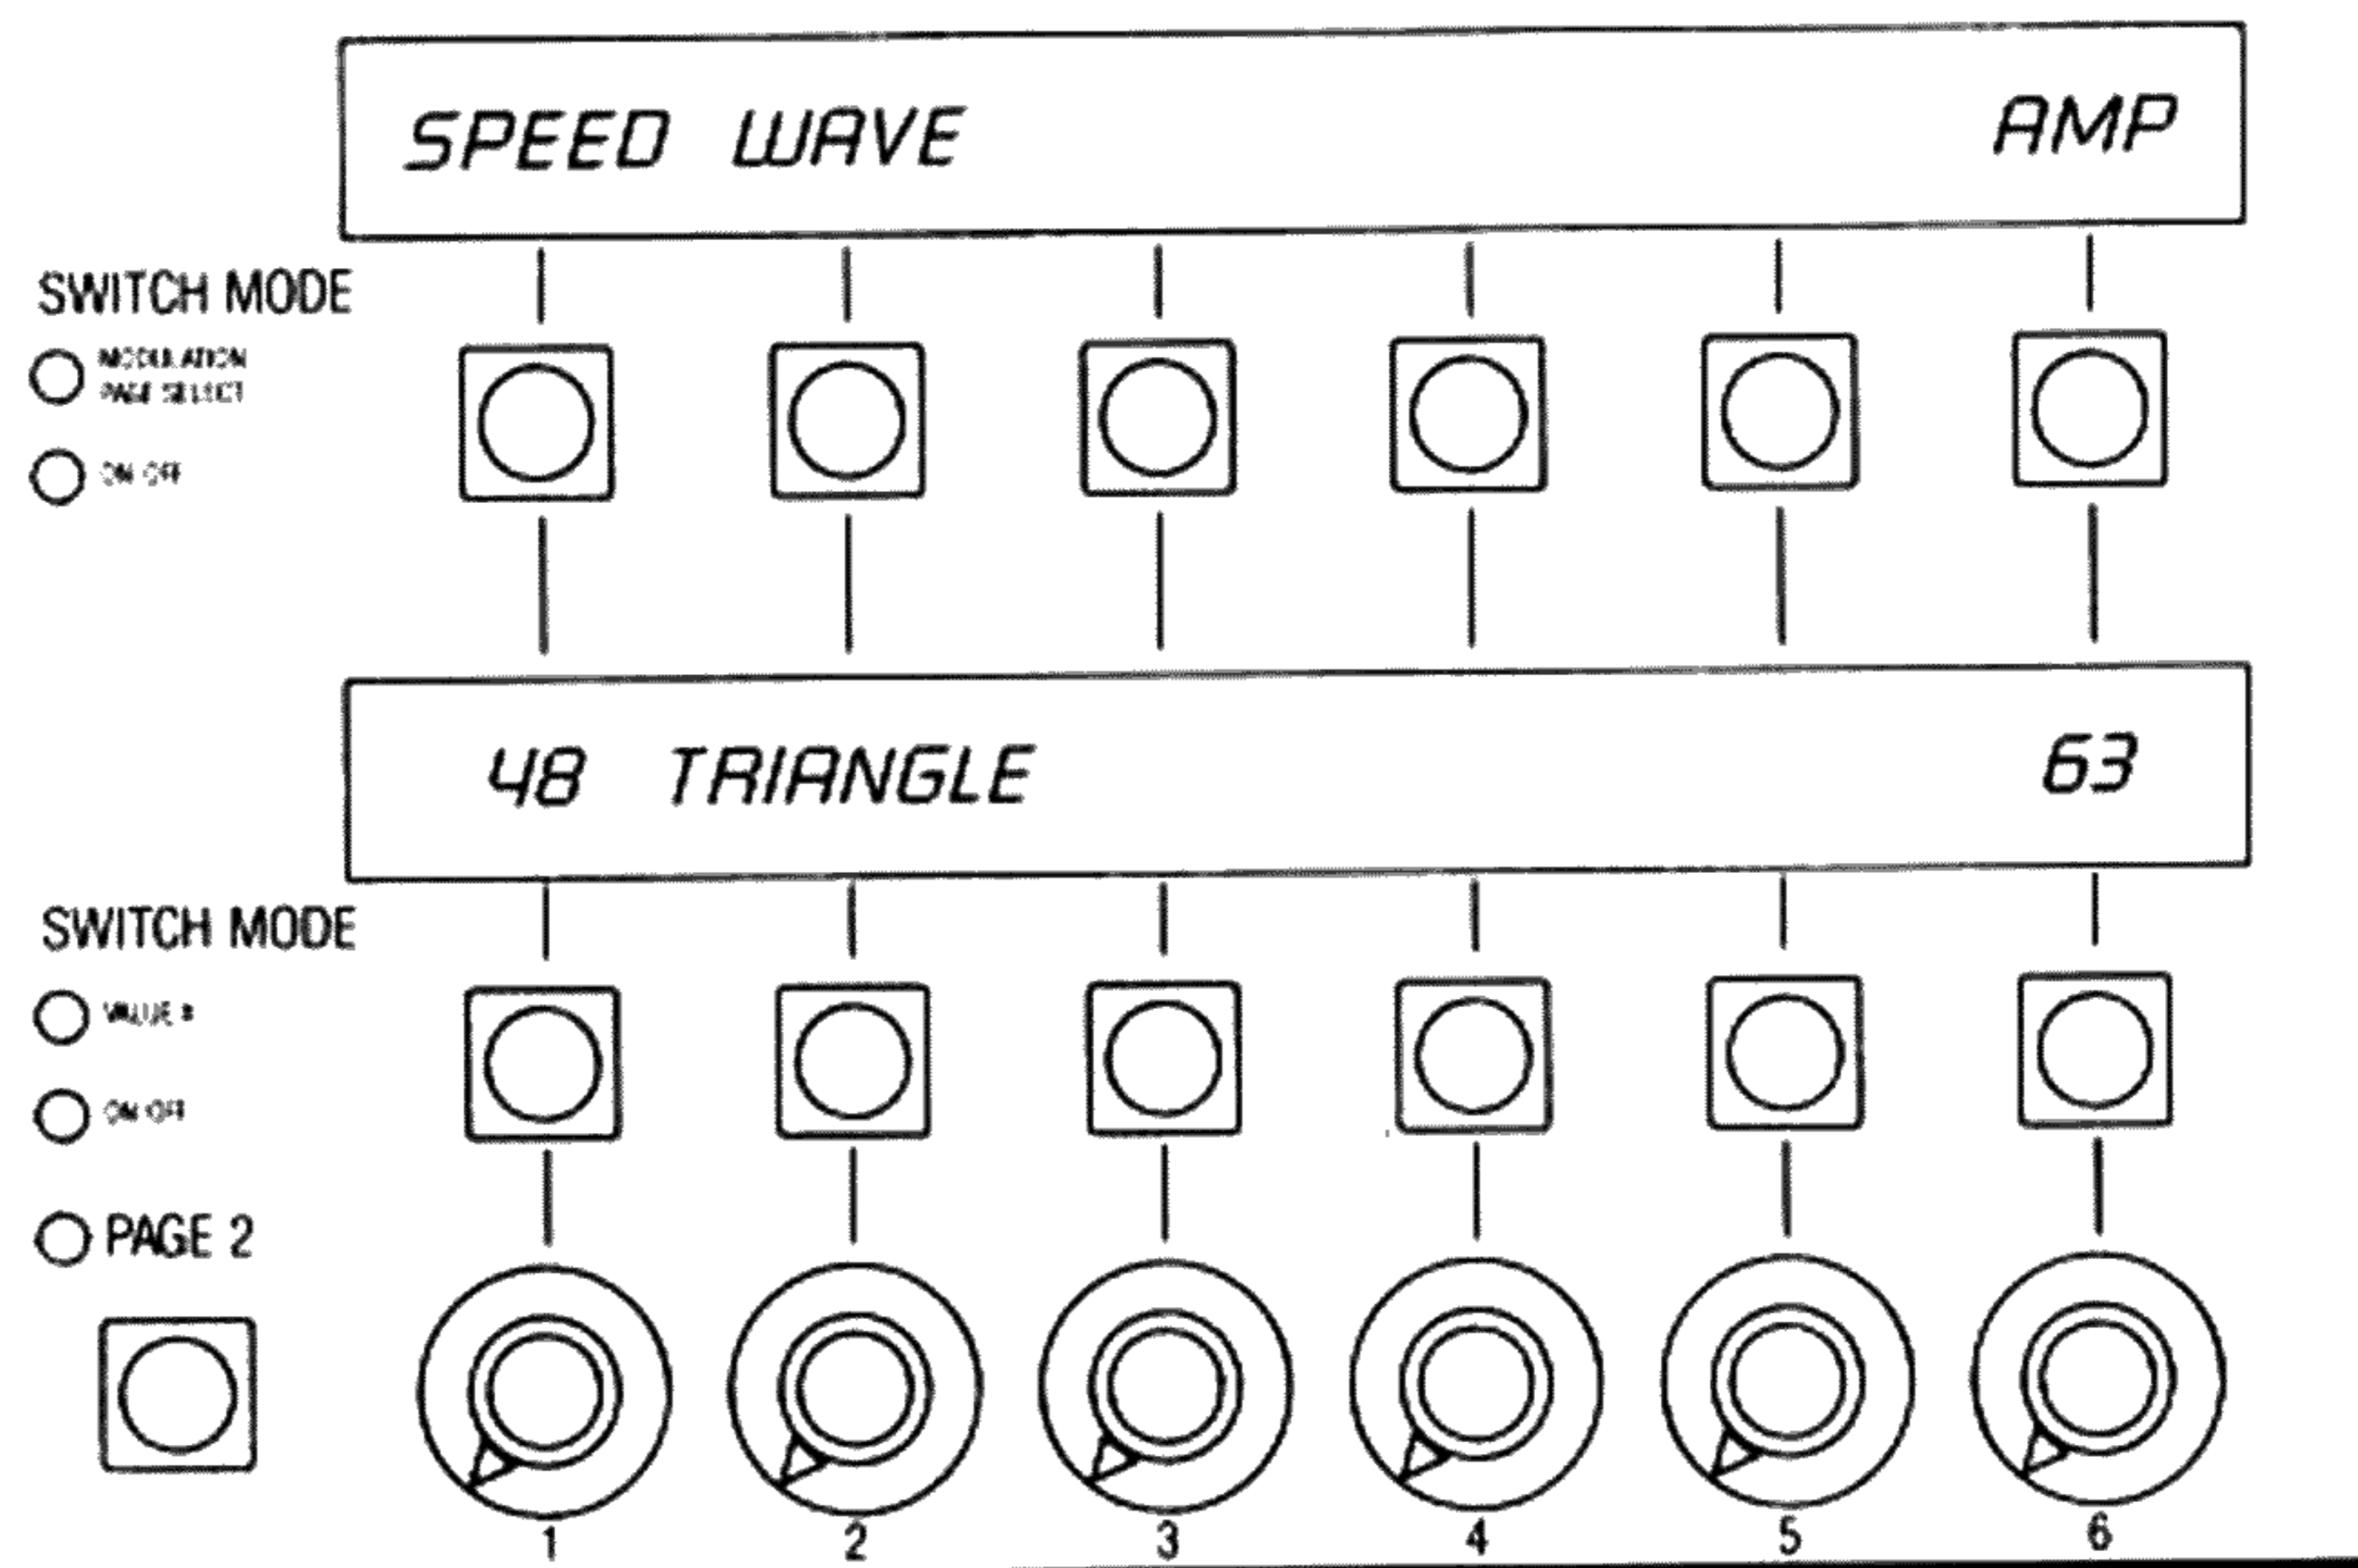 SPEED WAVE AMP
SWITCH MODE
MODULATION
PAGE SELECT
ON OFF
48 TRIANGLE 63
SWITCH MODE
VALUE
ON OFF
PAGE 2
1 2 3 4 5 6